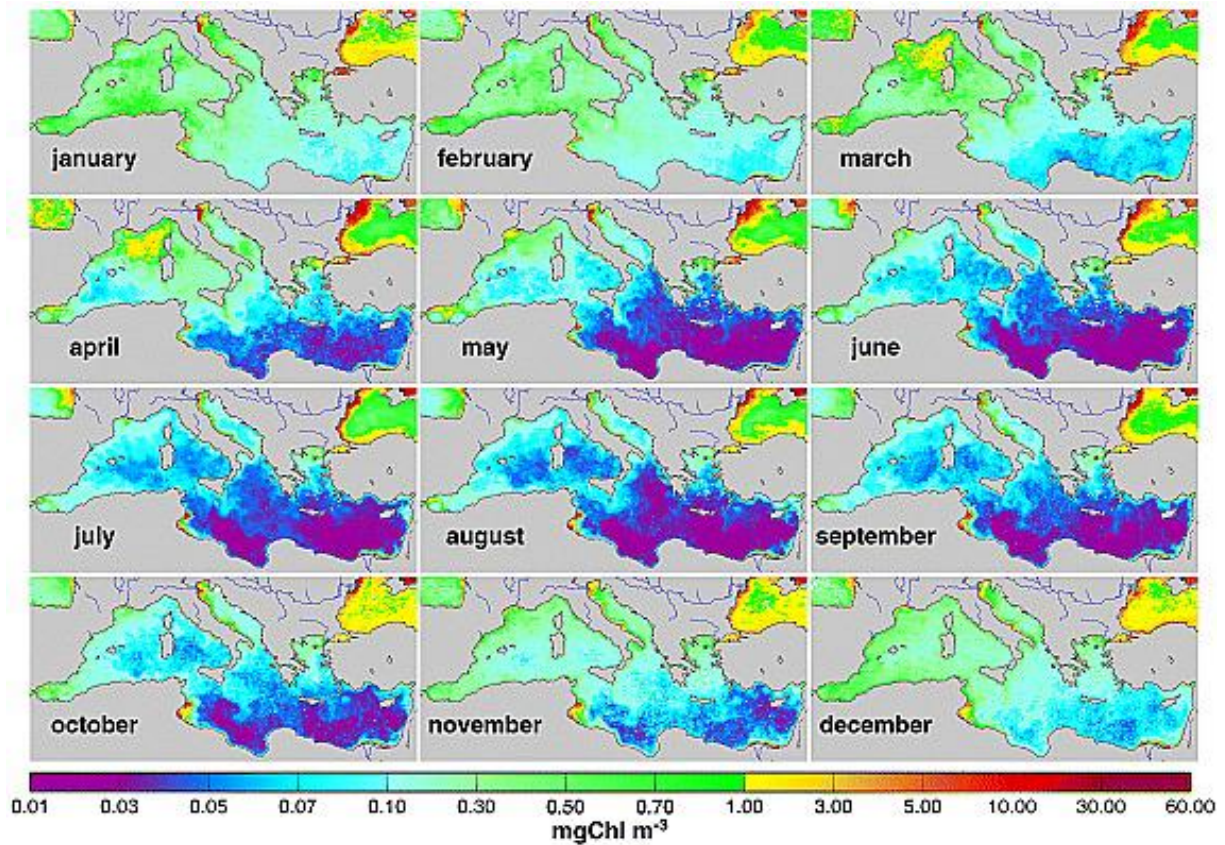 january february march
april may june
july august september
october november december
0.01 0.03 0.05 0.07 0.10 0.30 0.50 0.70 1.00 3.00 5.00 10.00 30.00 60.00
mgChl m⁻³